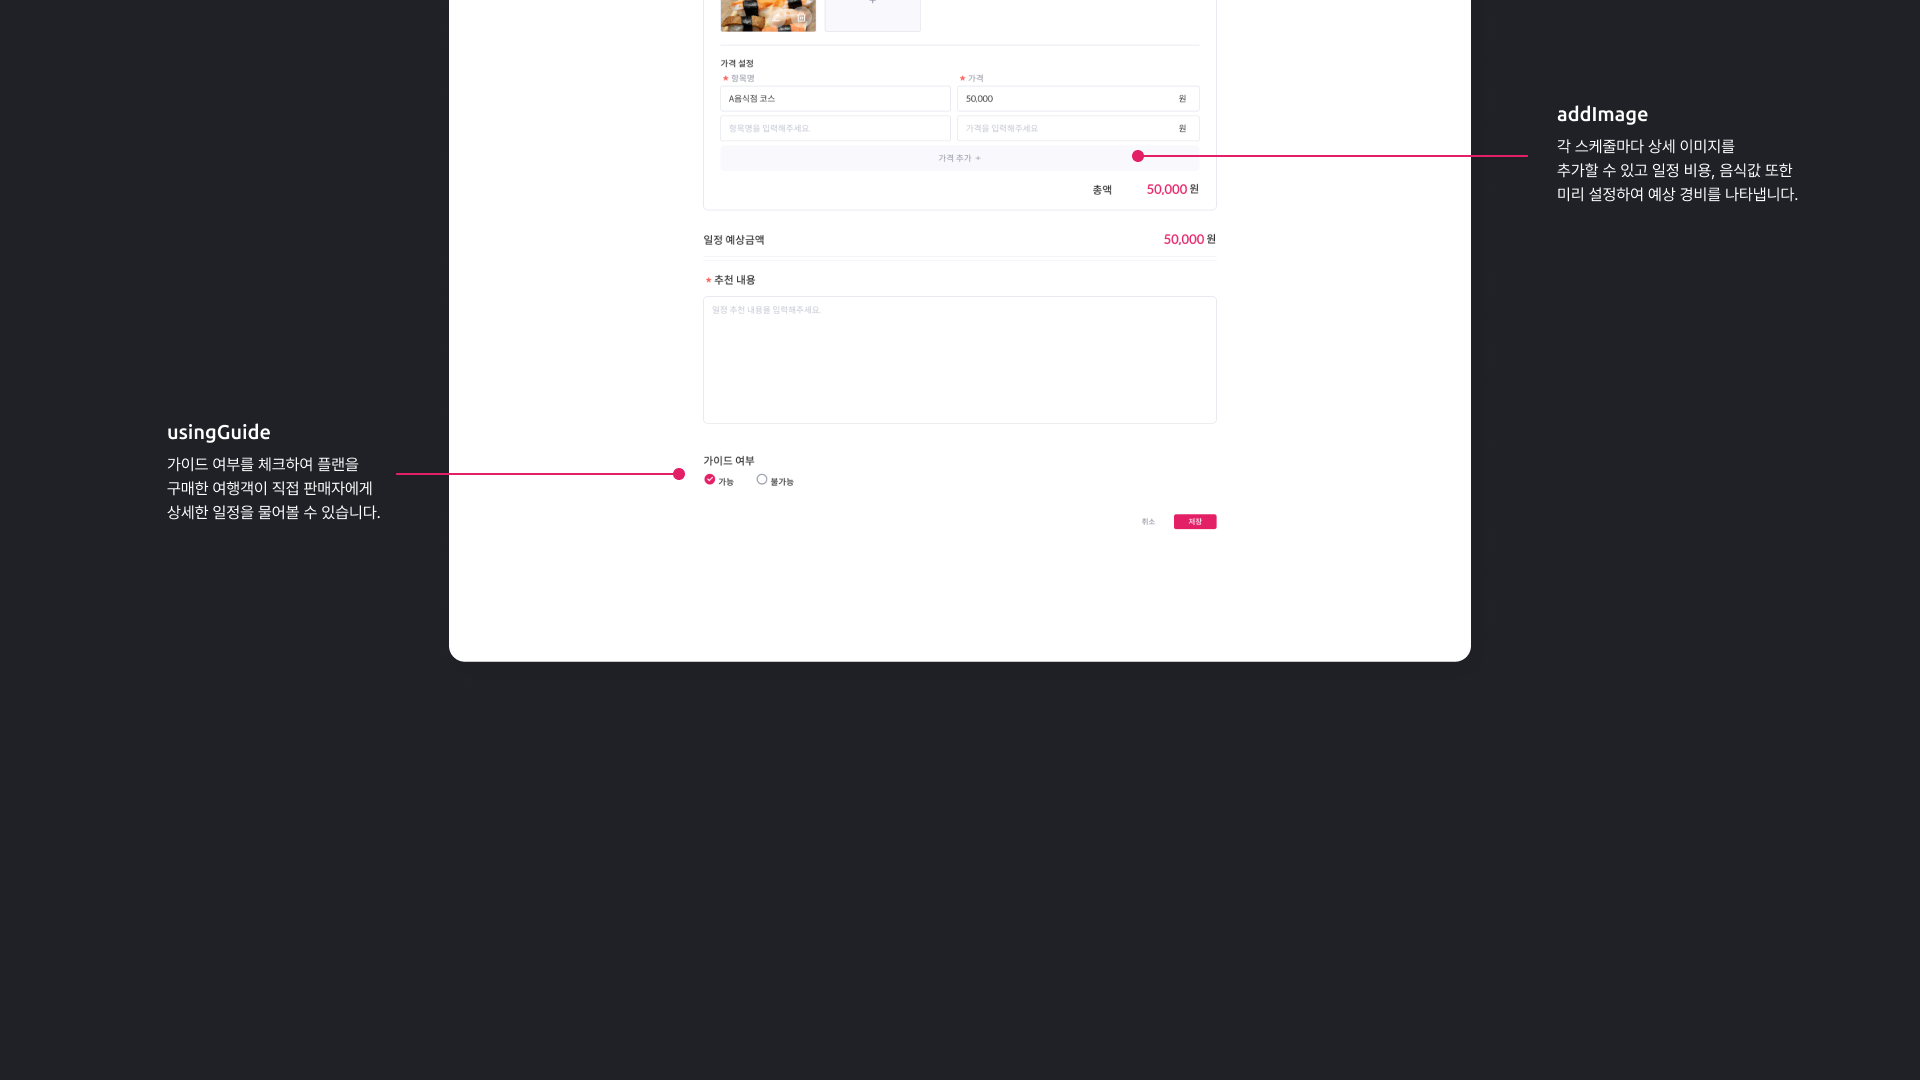 가격 설정
* 항목명
* 가격
A음식점 코스
50,000
원
항목명을 입력해주세요.
가격을 입력해주세요
원
가격 추가 +
총액
50,000 원
일정 예상금액
50,000 원
* 추천 내용
일정 추천 내용을 입력해주세요.
가이드 여부
가능
불가능
취소
저장
addImage
각 스케줄마다 상세 이미지를
추가할 수 있고 일정 비용, 음식값 또한
미리 설정하여 예상 경비를 나타냅니다.
usingGuide
가이드 여부를 체크하여 플랜을
구매한 여행객이 직접 판매자에게
상세한 일정을 물어볼 수 있습니다.